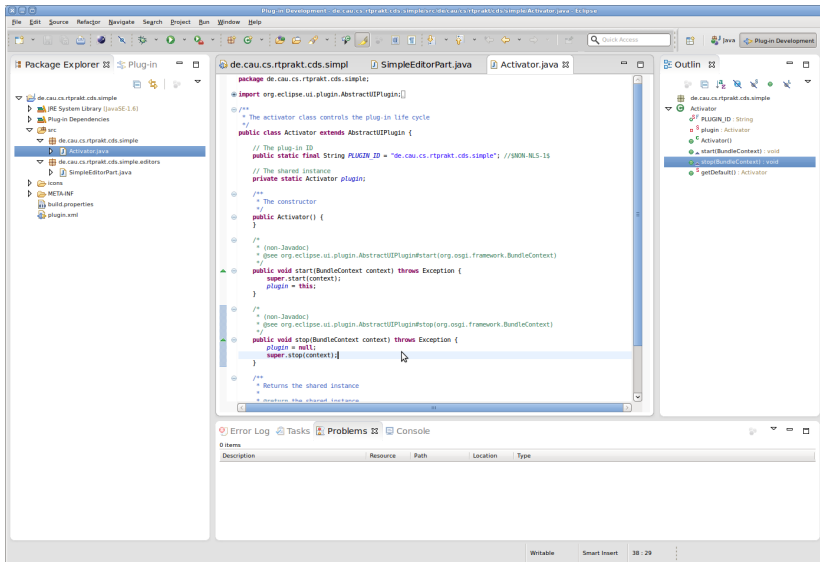 Plug-in Development - de.cau.cs.rtprakt.cds.simple/src/de/cau/cs/rtprakt/cds/simple/Activator.java - Eclipse
File Edit Source Refactor Navigate Search Project Run Window Help
Quick Access
Java
Plug-in Development
Package Explorer
Plug-in
de.cau.cs.rtprakt.cds.simple
JRE System Library [JavaSE-1.6]
Plug-in Dependencies
src
de.cau.cs.rtprakt.cds.simple
Activator.java
de.cau.cs.rtprakt.cds.simple.editors
SimpleEditorPart.java
icons
META-INF
build.properties
plugin.xml
de.cau.cs.rtprakt.cds.simpl
SimpleEditorPart.java
Activator.java
package de.cau.cs.rtprakt.cds.simple;
import org.eclipse.ui.plugin.AbstractUIPlugin;
/**
* The activator class controls the plug-in life cycle
*/
public class Activator extends AbstractUIPlugin {
// The plug-in ID
public static final String PLUGIN_ID = "de.cau.cs.rtprakt.cds.simple"; //$NON-NLS-1$
// The shared instance
private static Activator plugin;
/**
* The constructor
*/
public Activator() {
}
/*
* (non-Javadoc)
* @see org.eclipse.ui.plugin.AbstractUIPlugin#start(org.osgi.framework.BundleContext)
*/
public void start(BundleContext context) throws Exception {
super.start(context);
plugin = this;
}
/*
* (non-Javadoc)
* @see org.eclipse.ui.plugin.AbstractUIPlugin#stop(org.osgi.framework.BundleContext)
*/
public void stop(BundleContext context) throws Exception {
plugin = null;
super.stop(context);
}
/**
* Returns the shared instance
*
* @return the shared instance
Outlin
de.cau.cs.rtprakt.cds.simple
Activator
PLUGIN_ID : String
plugin : Activator
Activator()
start(BundleContext) : void
stop(BundleContext) : void
getDefault() : Activator
Error Log
Tasks
Problems
Console
0 items
Description Resource Path Location Type
Writable Smart Insert 38 : 29